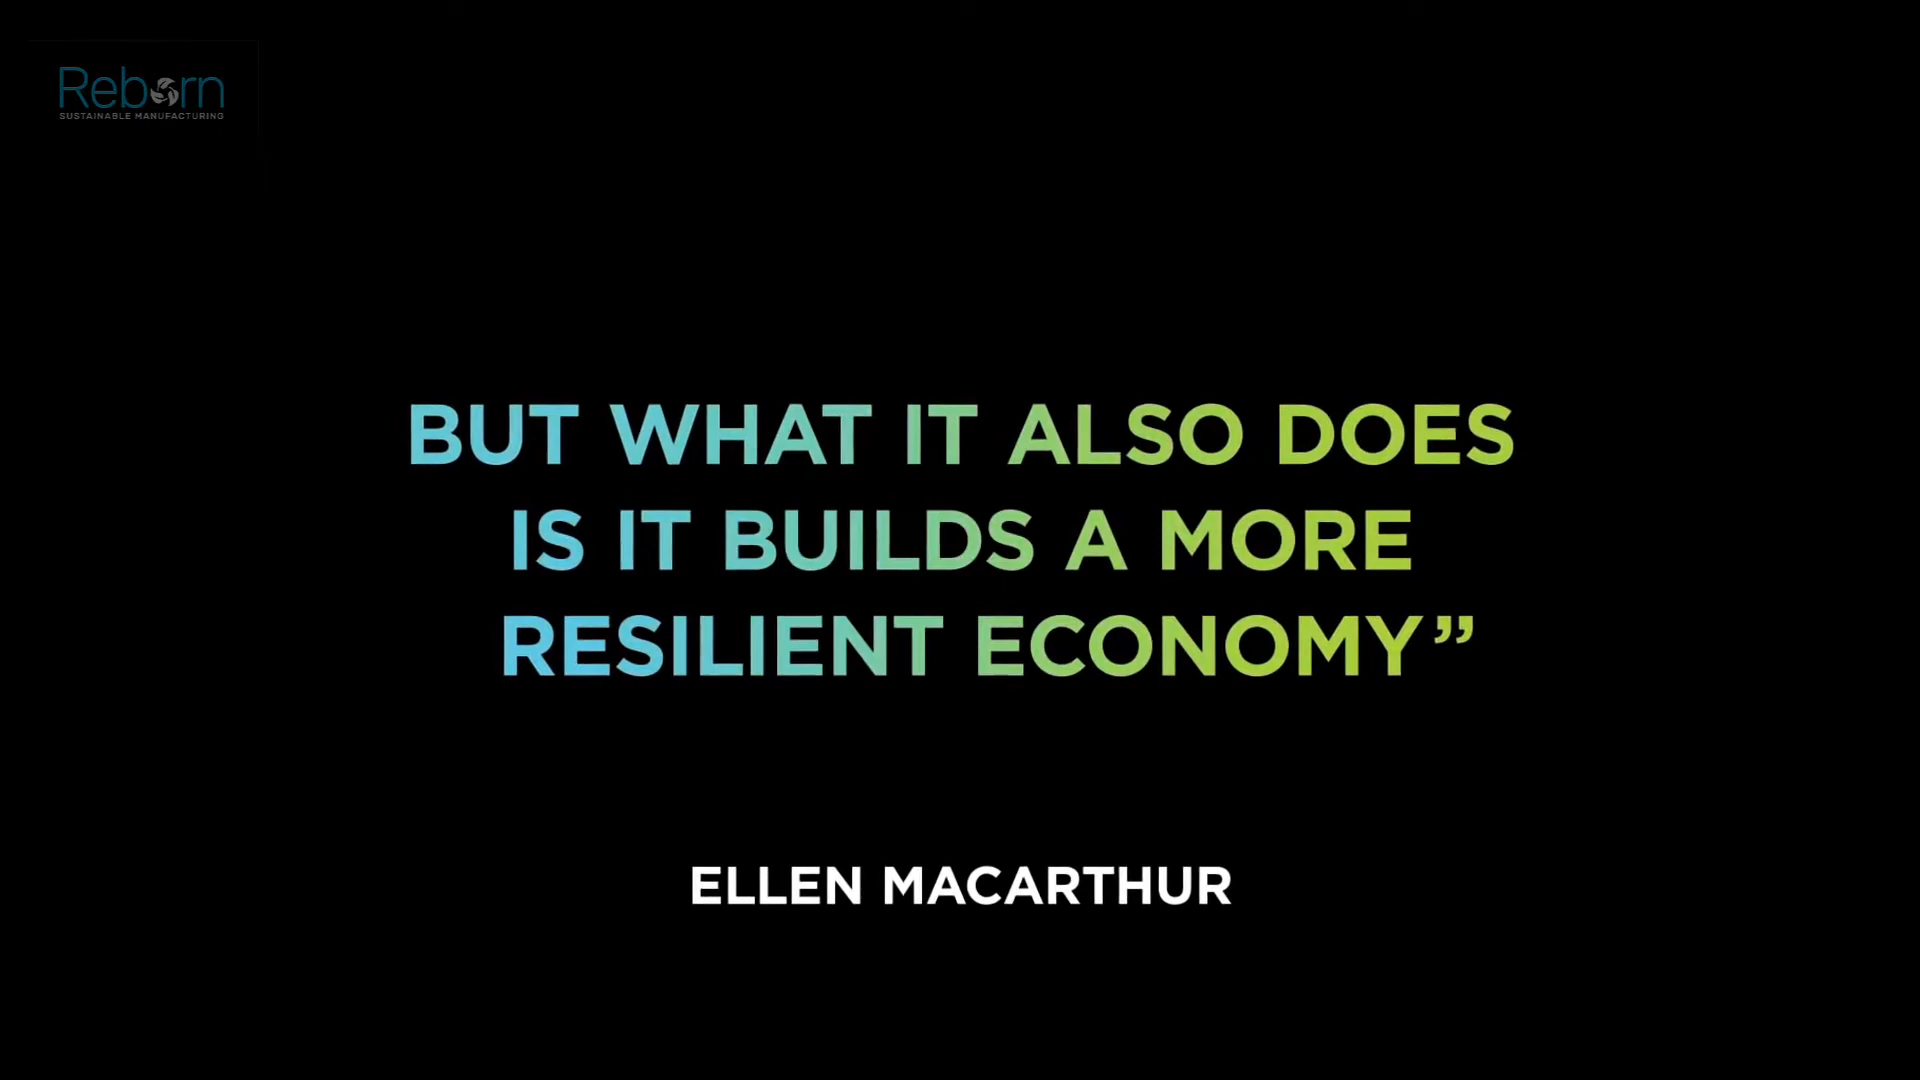 Reborn
SUSTAINABLE MANUFACTURING
BUT WHAT IT ALSO DOES
IS IT BUILDS A MORE
RESILIENT ECONOMY”
ELLEN MACARTHUR